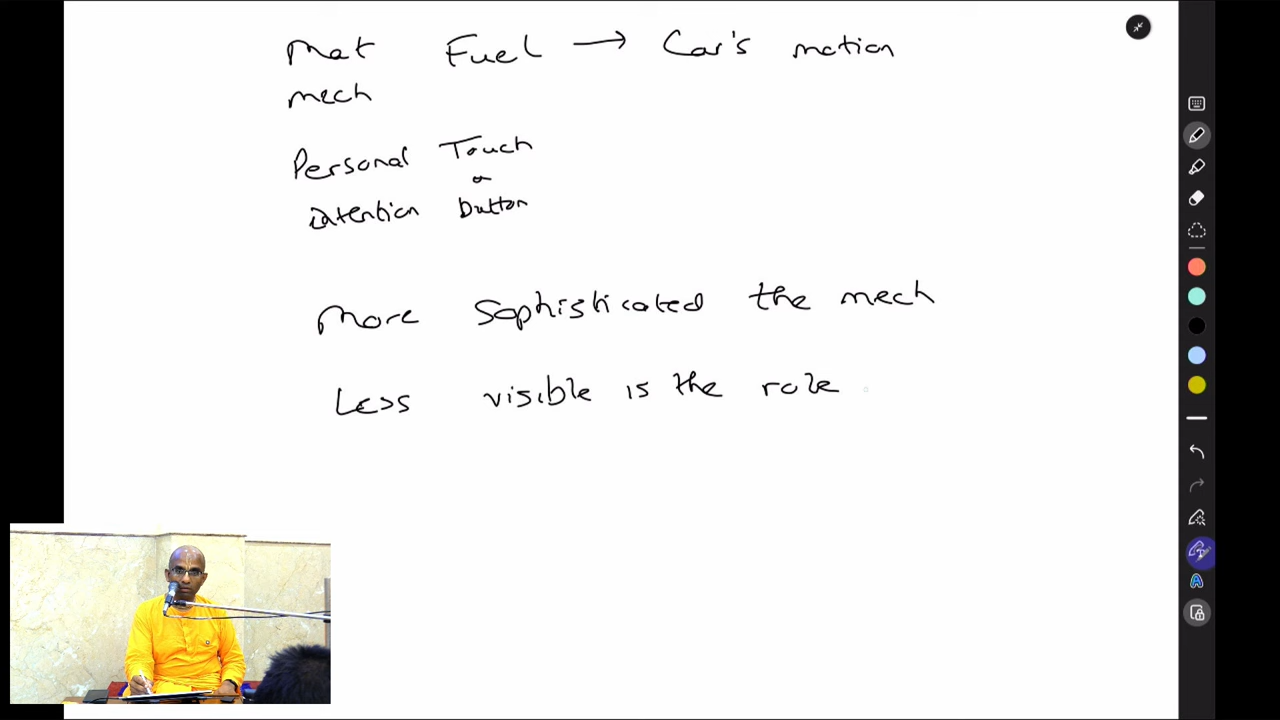 Mat Fuel → Car's motion
mech
Personal Touch
a
intention button
More Sophisticated the mech
Less visible is the role